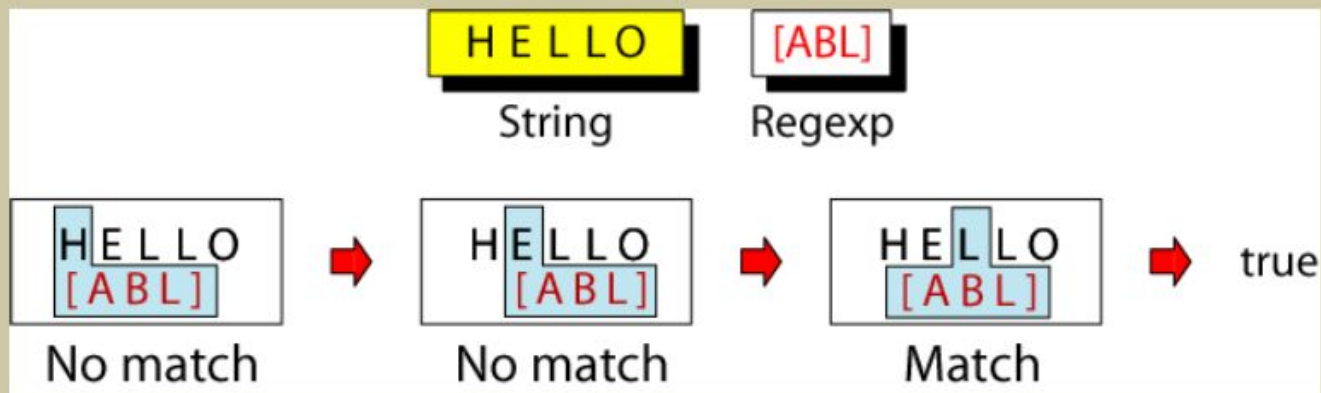 HELLO [ABL]
String Regexp
HELLO HELLO HELLO true
[ABL] [ABL] [ABL]
No match No match Match